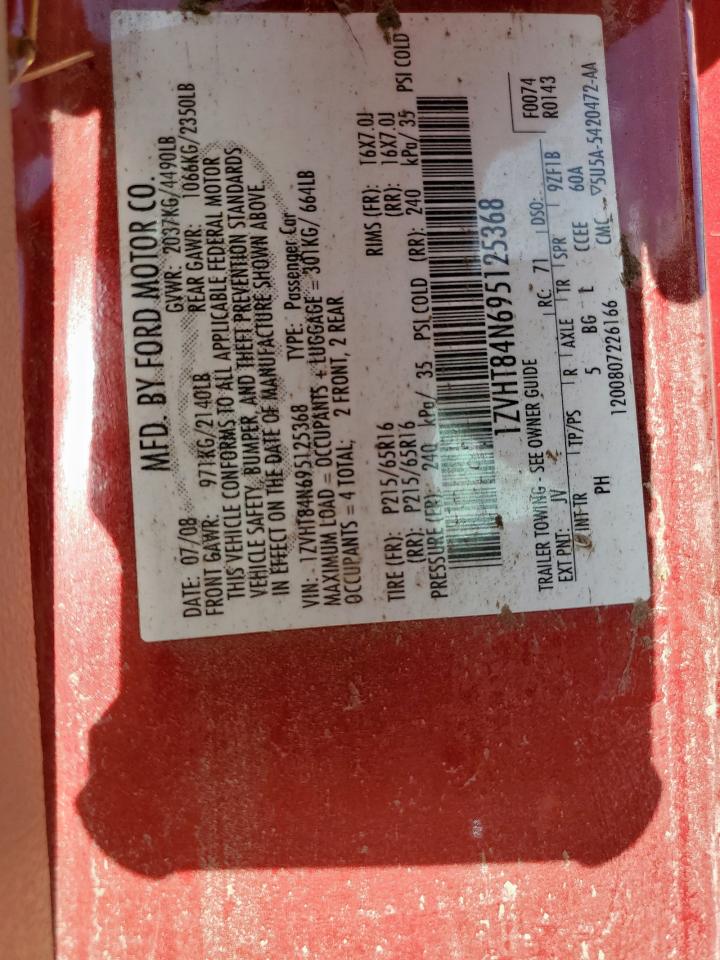 MFD. BY FORD MOTOR CO.
DATE: 07/08 GVWR: 2037KG/4490LB
FRONT GAWR: 971KG/2140LB REAR GAWR: 1066KG/2350LB
THIS VEHICLE CONFORMS TO ALL APPLICABLE FEDERAL MOTOR
VEHICLE SAFETY, BUMPER, AND THEFT PREVENTION STANDARDS
IN EFFECT ON THE DATE OF MANUFACTURE SHOWN ABOVE
VIN: 1ZVHT84N695125368 TYPE: Passenger Car
MAXIMUM LOAD = OCCUPANTS + LUGGAGE = 301KG/ 664LB
OCCUPANTS = 4 TOTAL; 2 FRONT, 2 REAR
TIRE (FR): P215/65R16 RIMS (FR): 16X7.0J
(RR): P215/65R16 (RR): 16X7.0J
PRESSURE (FR): 240 kPa/ 35 PSI COLD (RR): 240 kPa/ 35 PSI COLD
1ZVHT84N695125368
F0074
R0143
TRAILER TOWING - SEE OWNER GUIDE
EXT PNT: JV RC: 71 DSO: 9ZF1B
INT TR TP/PS R AXLE TR SPR
5 BG L CCEE 60A
PH CMC ▽5U5A-5420472-AA
1200807226166